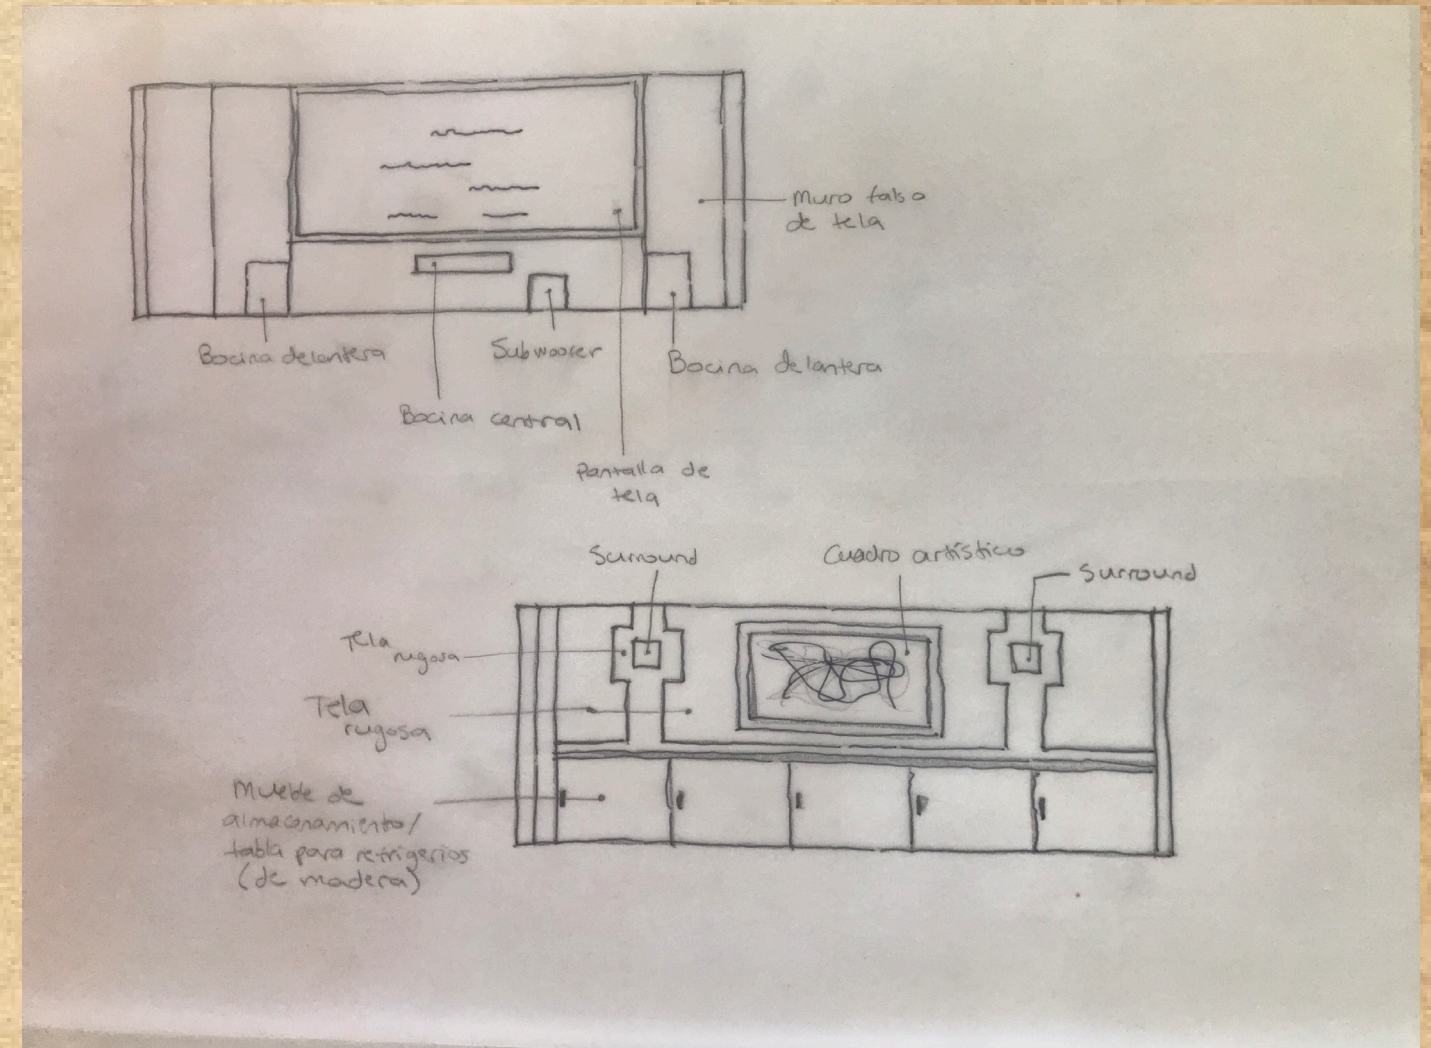 Muro falso
de tela
Bocina delantera
Subwoofer
Bocina delantera
Bocina central
Pantalla de
tela
Surround
Cuadro artístico
Surround
Tela
rugosa
Tela
rugosa
Mueble de
almacenamiento/
tabla para refrigerios
(de madera)